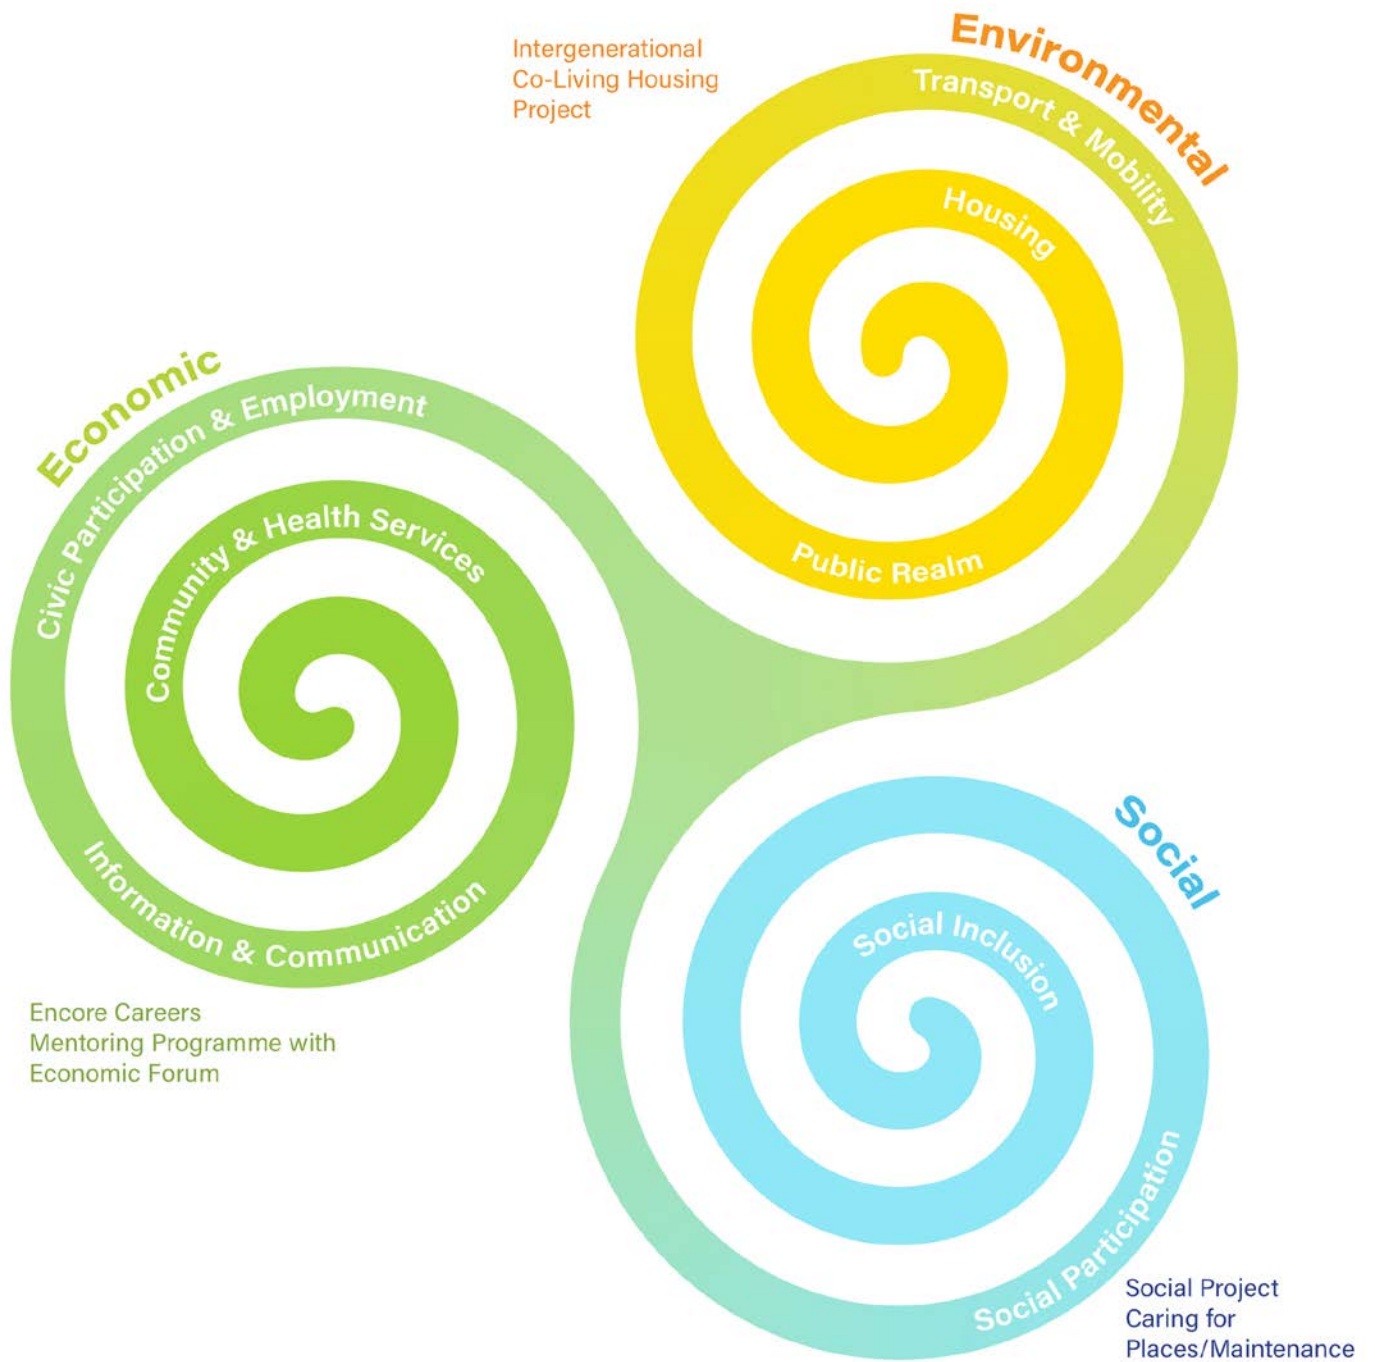 Intergenerational
Co-Living Housing
Project
Environmental
Transport & Mobility
Housing
Public Realm
Economic
Civic Participation & Employment
Community & Health Services
Information & Communication
Encore Careers
Mentoring Programme with
Economic Forum
Social
Social Inclusion
Social Participation
Social Project
Caring for
Places/Maintenance